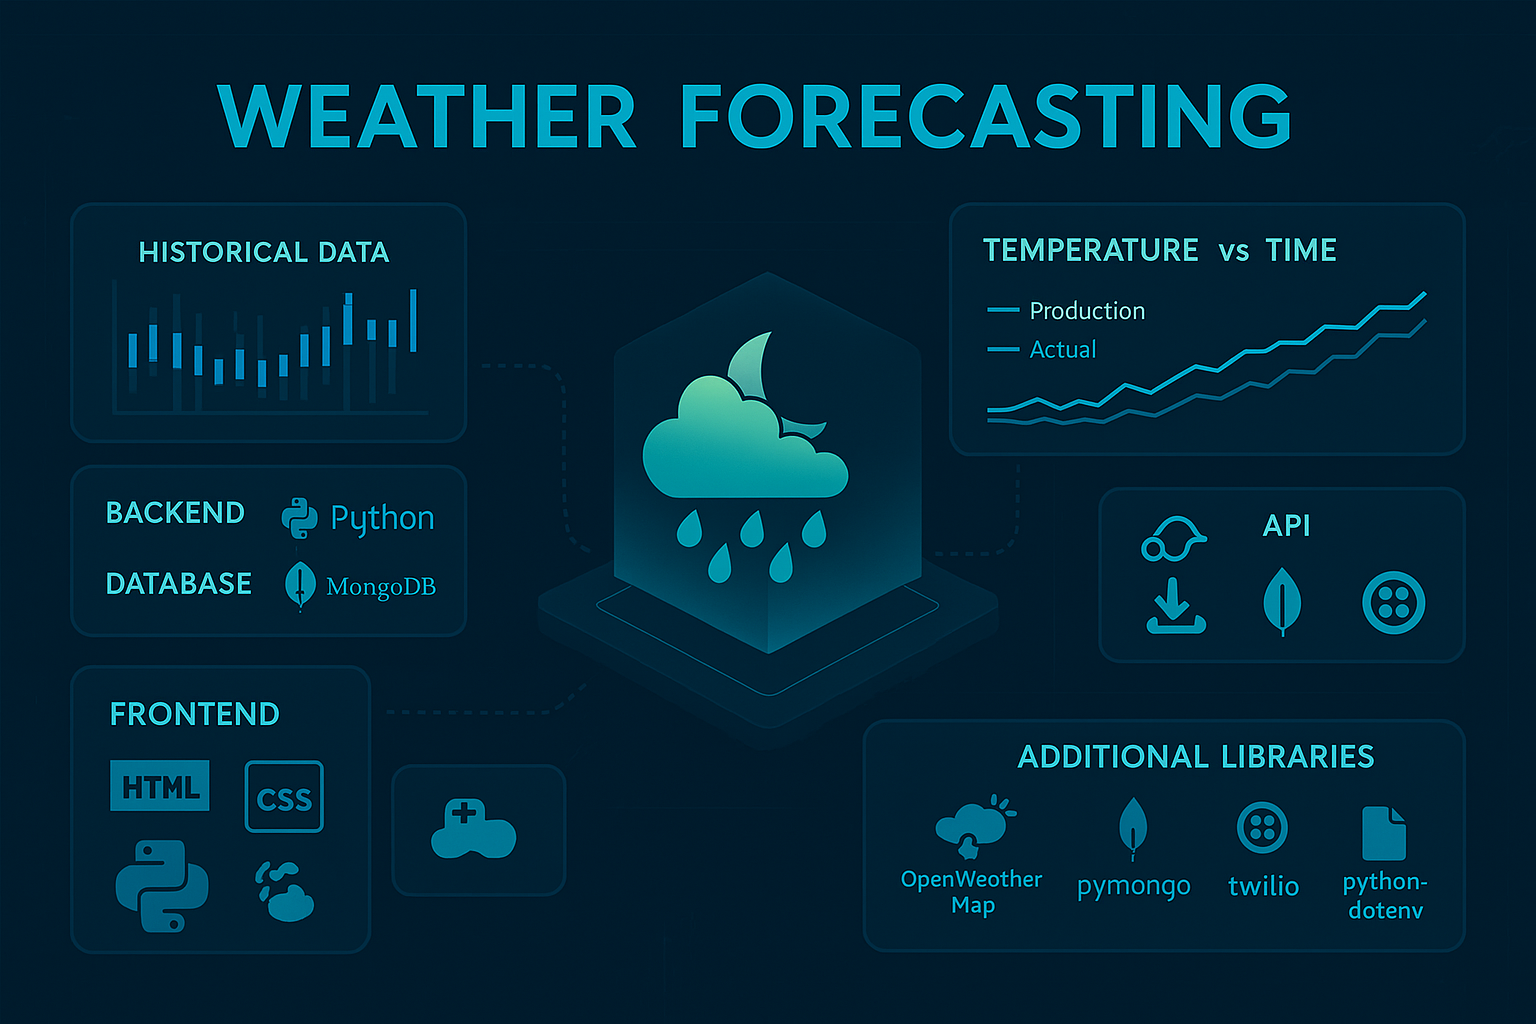 WEATHER FORECASTING
HISTORICAL DATA
BACKEND
Python
DATABASE
MongoDB
FRONTEND
HTML
CSS
TEMPERATURE vs TIME
Production
Actual
API
ADDITIONAL LIBRARIES
OpenWeother
Map
pymongo
twilio
python-
dotenv